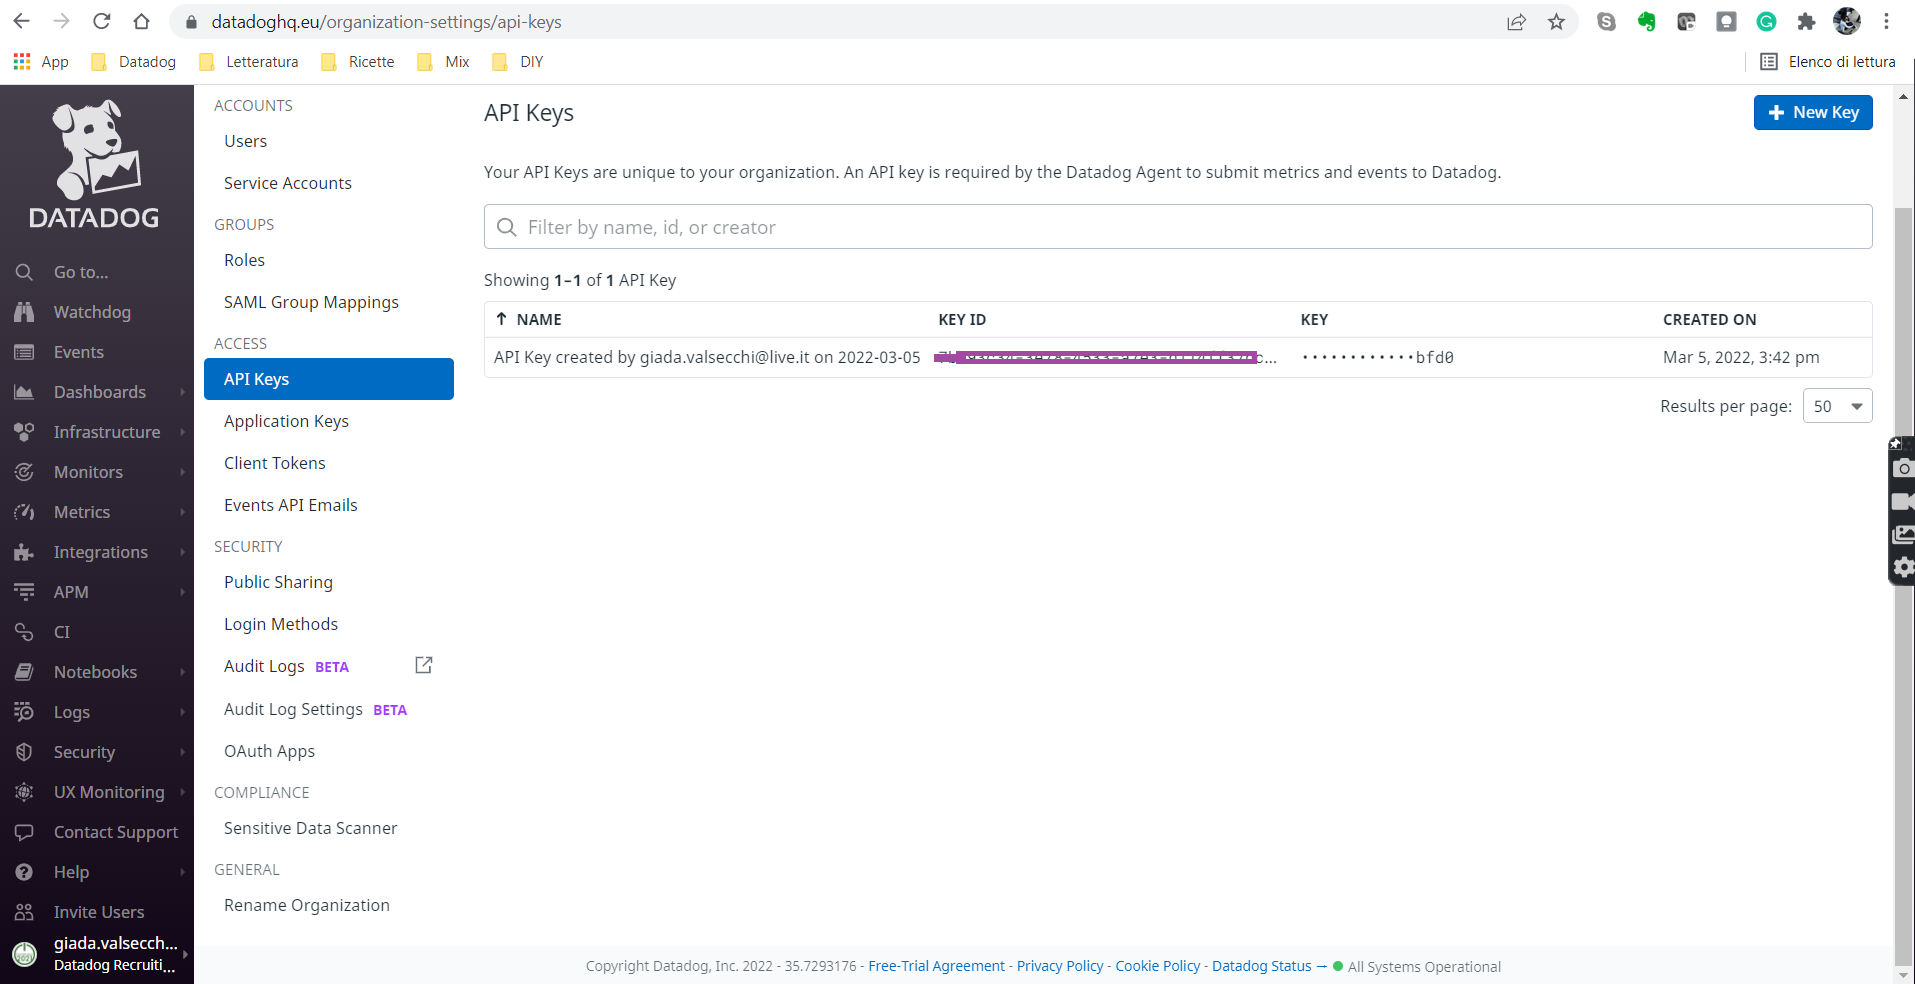 datadoghq.eu/organization-settings/api-keys
App Datadog Letteratura Ricette Mix DIY Elenco di lettura
DATADOG
Go to...
Watchdog
Events
Dashboards
Infrastructure
Monitors
Metrics
Integrations
APM
CI
Notebooks
Logs
Security
UX Monitoring
Contact Support
Help
Invite Users
giada.valsecch...
Datadog Recruiti...
ACCOUNTS
Users
Service Accounts
GROUPS
Roles
SAML Group Mappings
ACCESS
API Keys
Application Keys
Client Tokens
Events API Emails
SECURITY
Public Sharing
Login Methods
Audit Logs BETA
Audit Log Settings BETA
OAuth Apps
COMPLIANCE
Sensitive Data Scanner
GENERAL
Rename Organization
API Keys
+ New Key
Your API Keys are unique to your organization. An API key is required by the Datadog Agent to submit metrics and events to Datadog.
Filter by name, id, or creator
Showing 1–1 of 1 API Key
↑ NAME KEY ID KEY CREATED ON
API Key created by giada.valsecchi@live.it on 2022-03-05 ············bfd0 Mar 5, 2022, 3:42 pm
Results per page: 50
Copyright Datadog, Inc. 2022 - 35.7293176 - Free-Trial Agreement - Privacy Policy - Cookie Policy - Datadog Status → All Systems Operational